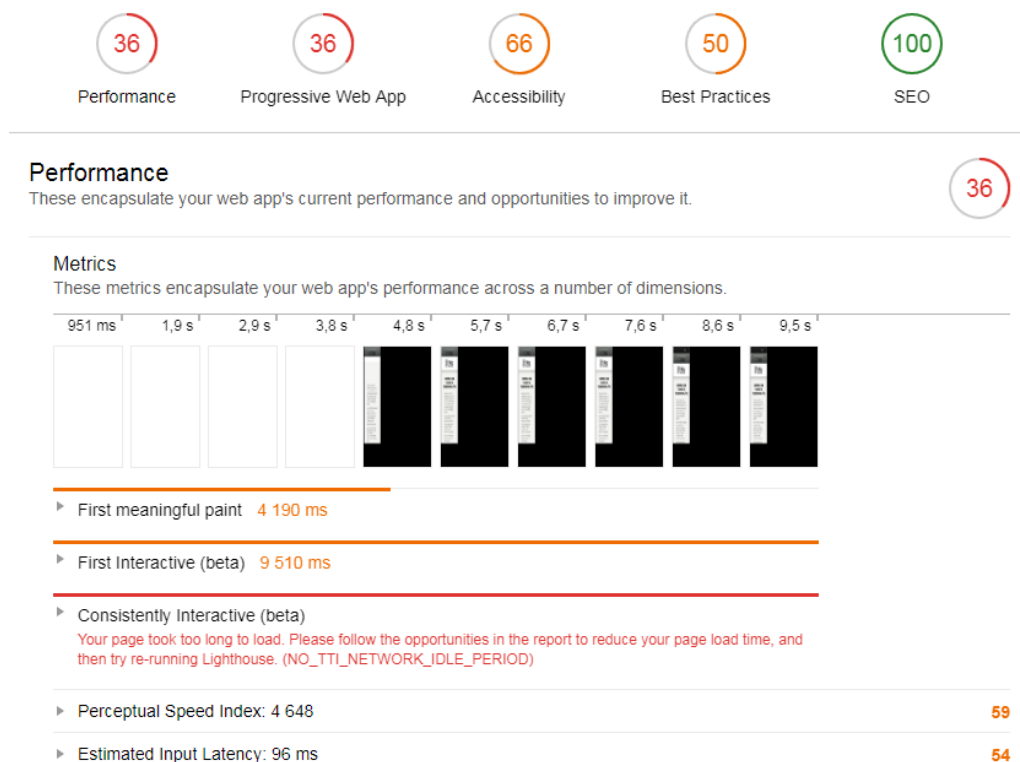 36 36 66 50 100
Performance Progressive Web App Accessibility Best Practices SEO
Performance
These encapsulate your web app's current performance and opportunities to improve it.
36
Metrics
These metrics encapsulate your web app's performance across a number of dimensions.
951 ms 1,9 s 2,9 s 3,8 s 4,8 s 5,7 s 6,7 s 7,6 s 8,6 s 9,5 s
First meaningful paint 4 190 ms
First Interactive (beta) 9 510 ms
Consistently Interactive (beta)
Your page took too long to load. Please follow the opportunities in the report to reduce your page load time, and
then try re-running Lighthouse. (NO_TTI_NETWORK_IDLE_PERIOD)
Perceptual Speed Index: 4 648 59
Estimated Input Latency: 96 ms 54